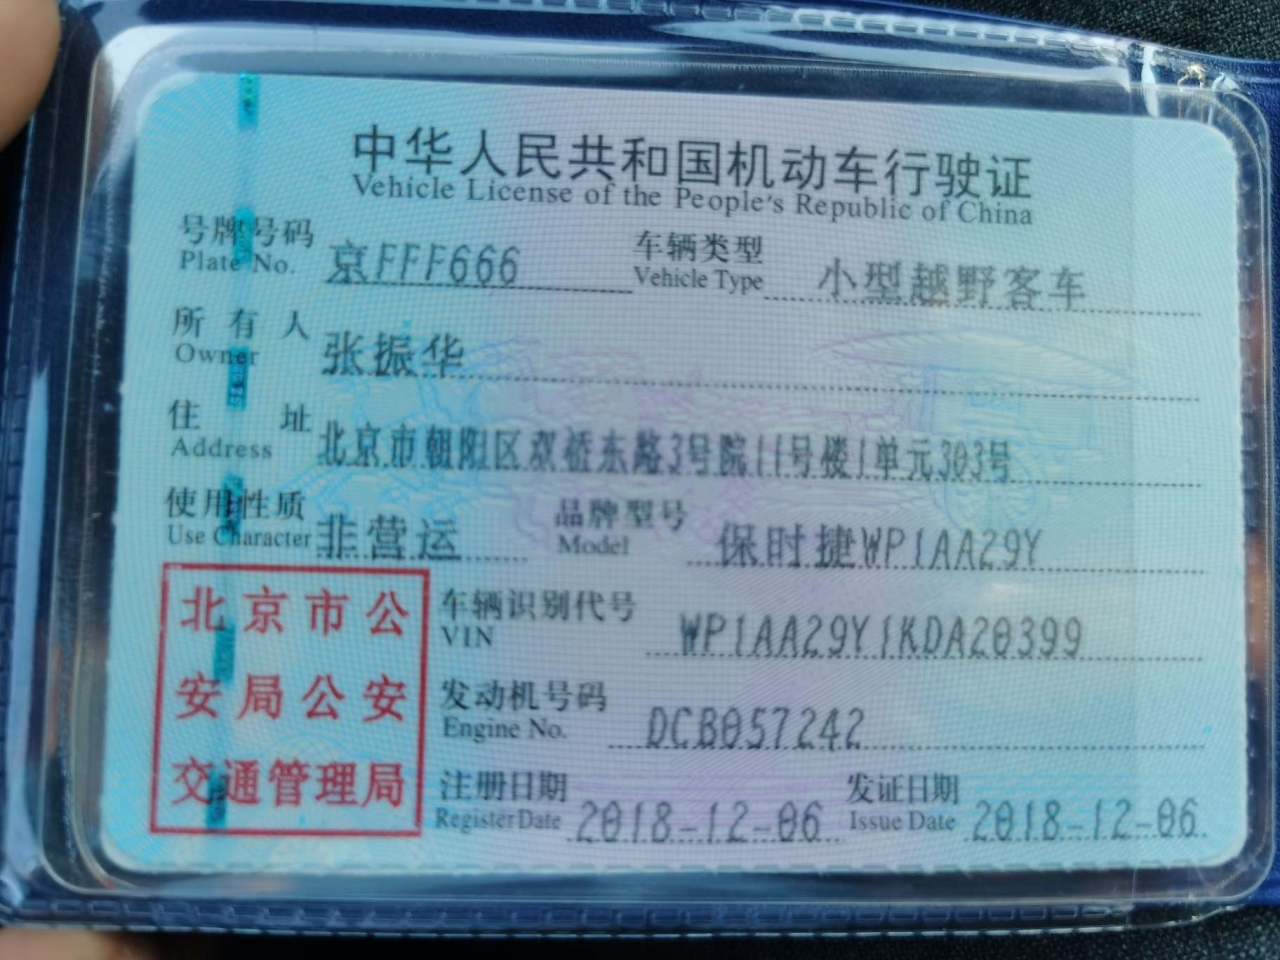 中华人民共和国机动车行驶证
Vehicle License of the People's Republic of China
号牌号码 京FFF666 车辆类型 小型越野客车
Plate No. Vehicle Type
所有人 张振华
Owner
住址 北京市朝阳区双桥东路3号院11号楼1单元303号
Address
使用性质 非营运 品牌型号 保时捷WP1AA29Y
Use Character Model
车辆识别代号 WP1AA29Y1KDA20399
VIN
发动机号码 DCB057242
Engine No.
注册日期 2018-12-06 发证日期 2018-12-06
Register Date Issue Date
北京市公
安局公安
交通管理局